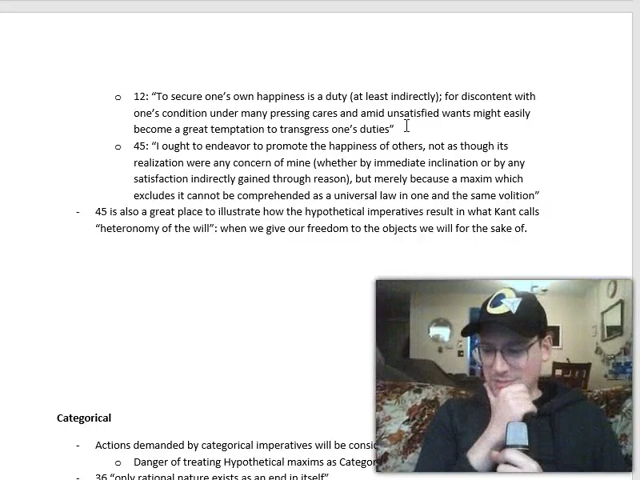 o 12: “To secure one’s own happiness is a duty (at least indirectly); for discontent with
one’s condition under many pressing cares and amid unsatisfied wants might easily
become a great temptation to transgress one’s duties”
o 45: “I ought to endeavor to promote the happiness of others, not as though its
realization were any concern of mine (whether by immediate inclination or by any
satisfaction indirectly gained through reason), but merely because a maxim which
excludes it cannot be comprehended as a universal law in one and the same volition”
- 45 is also a great place to illustrate how the hypothetical imperatives result in what Kant calls
“heteronomy of the will”: when we give our freedom to the objects we will for the sake of.
Categorical
- Actions demanded by categorical imperatives will be
o Danger of treating Hypothetical maxims as
- 36 “only rational nature exists as an end in itself”